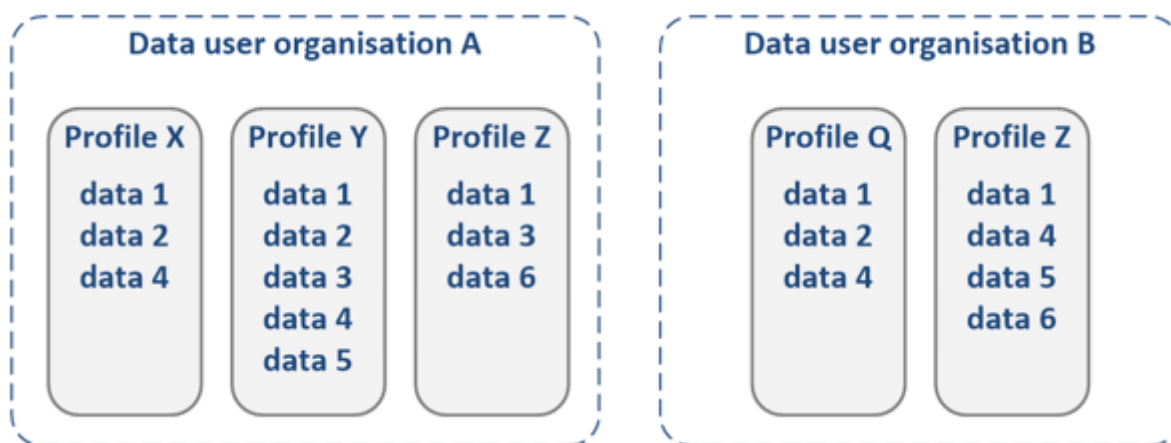 Data user organisation A
Profile X
data 1
data 2
data 4
Profile Y
data 1
data 2
data 3
data 4
data 5
Profile Z
data 1
data 3
data 6
Data user organisation B
Profile Q
data 1
data 2
data 4
Profile Z
data 1
data 4
data 5
data 6